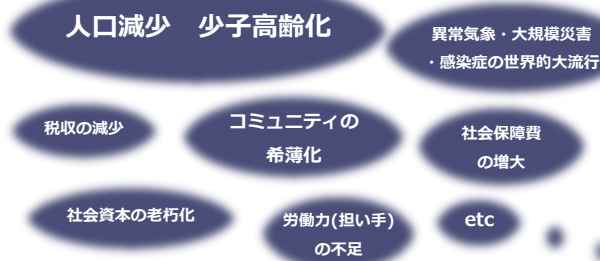 人口減少　少子高齢化
異常気象・大規模災害
・感染症の世界的大流行
税収の減少
コミュニティの
希薄化
社会保障費
の増大
社会資本の老朽化
労働力(担い手)
の不足
etc